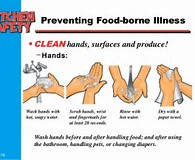 KITCHEN
SAFETY
Preventing Food-borne Illness
• CLEAN hands, surfaces and produce!
– Hands:
Wash hands with
hot, soapy water.
Scrub hands, wrist
and fingernails for
at least 20 seconds.
Rinse with
hot water.
Dry with a
paper towel.
Wash hands before and after handling food; and after using
the bathroom, handling pets, or changing diapers.